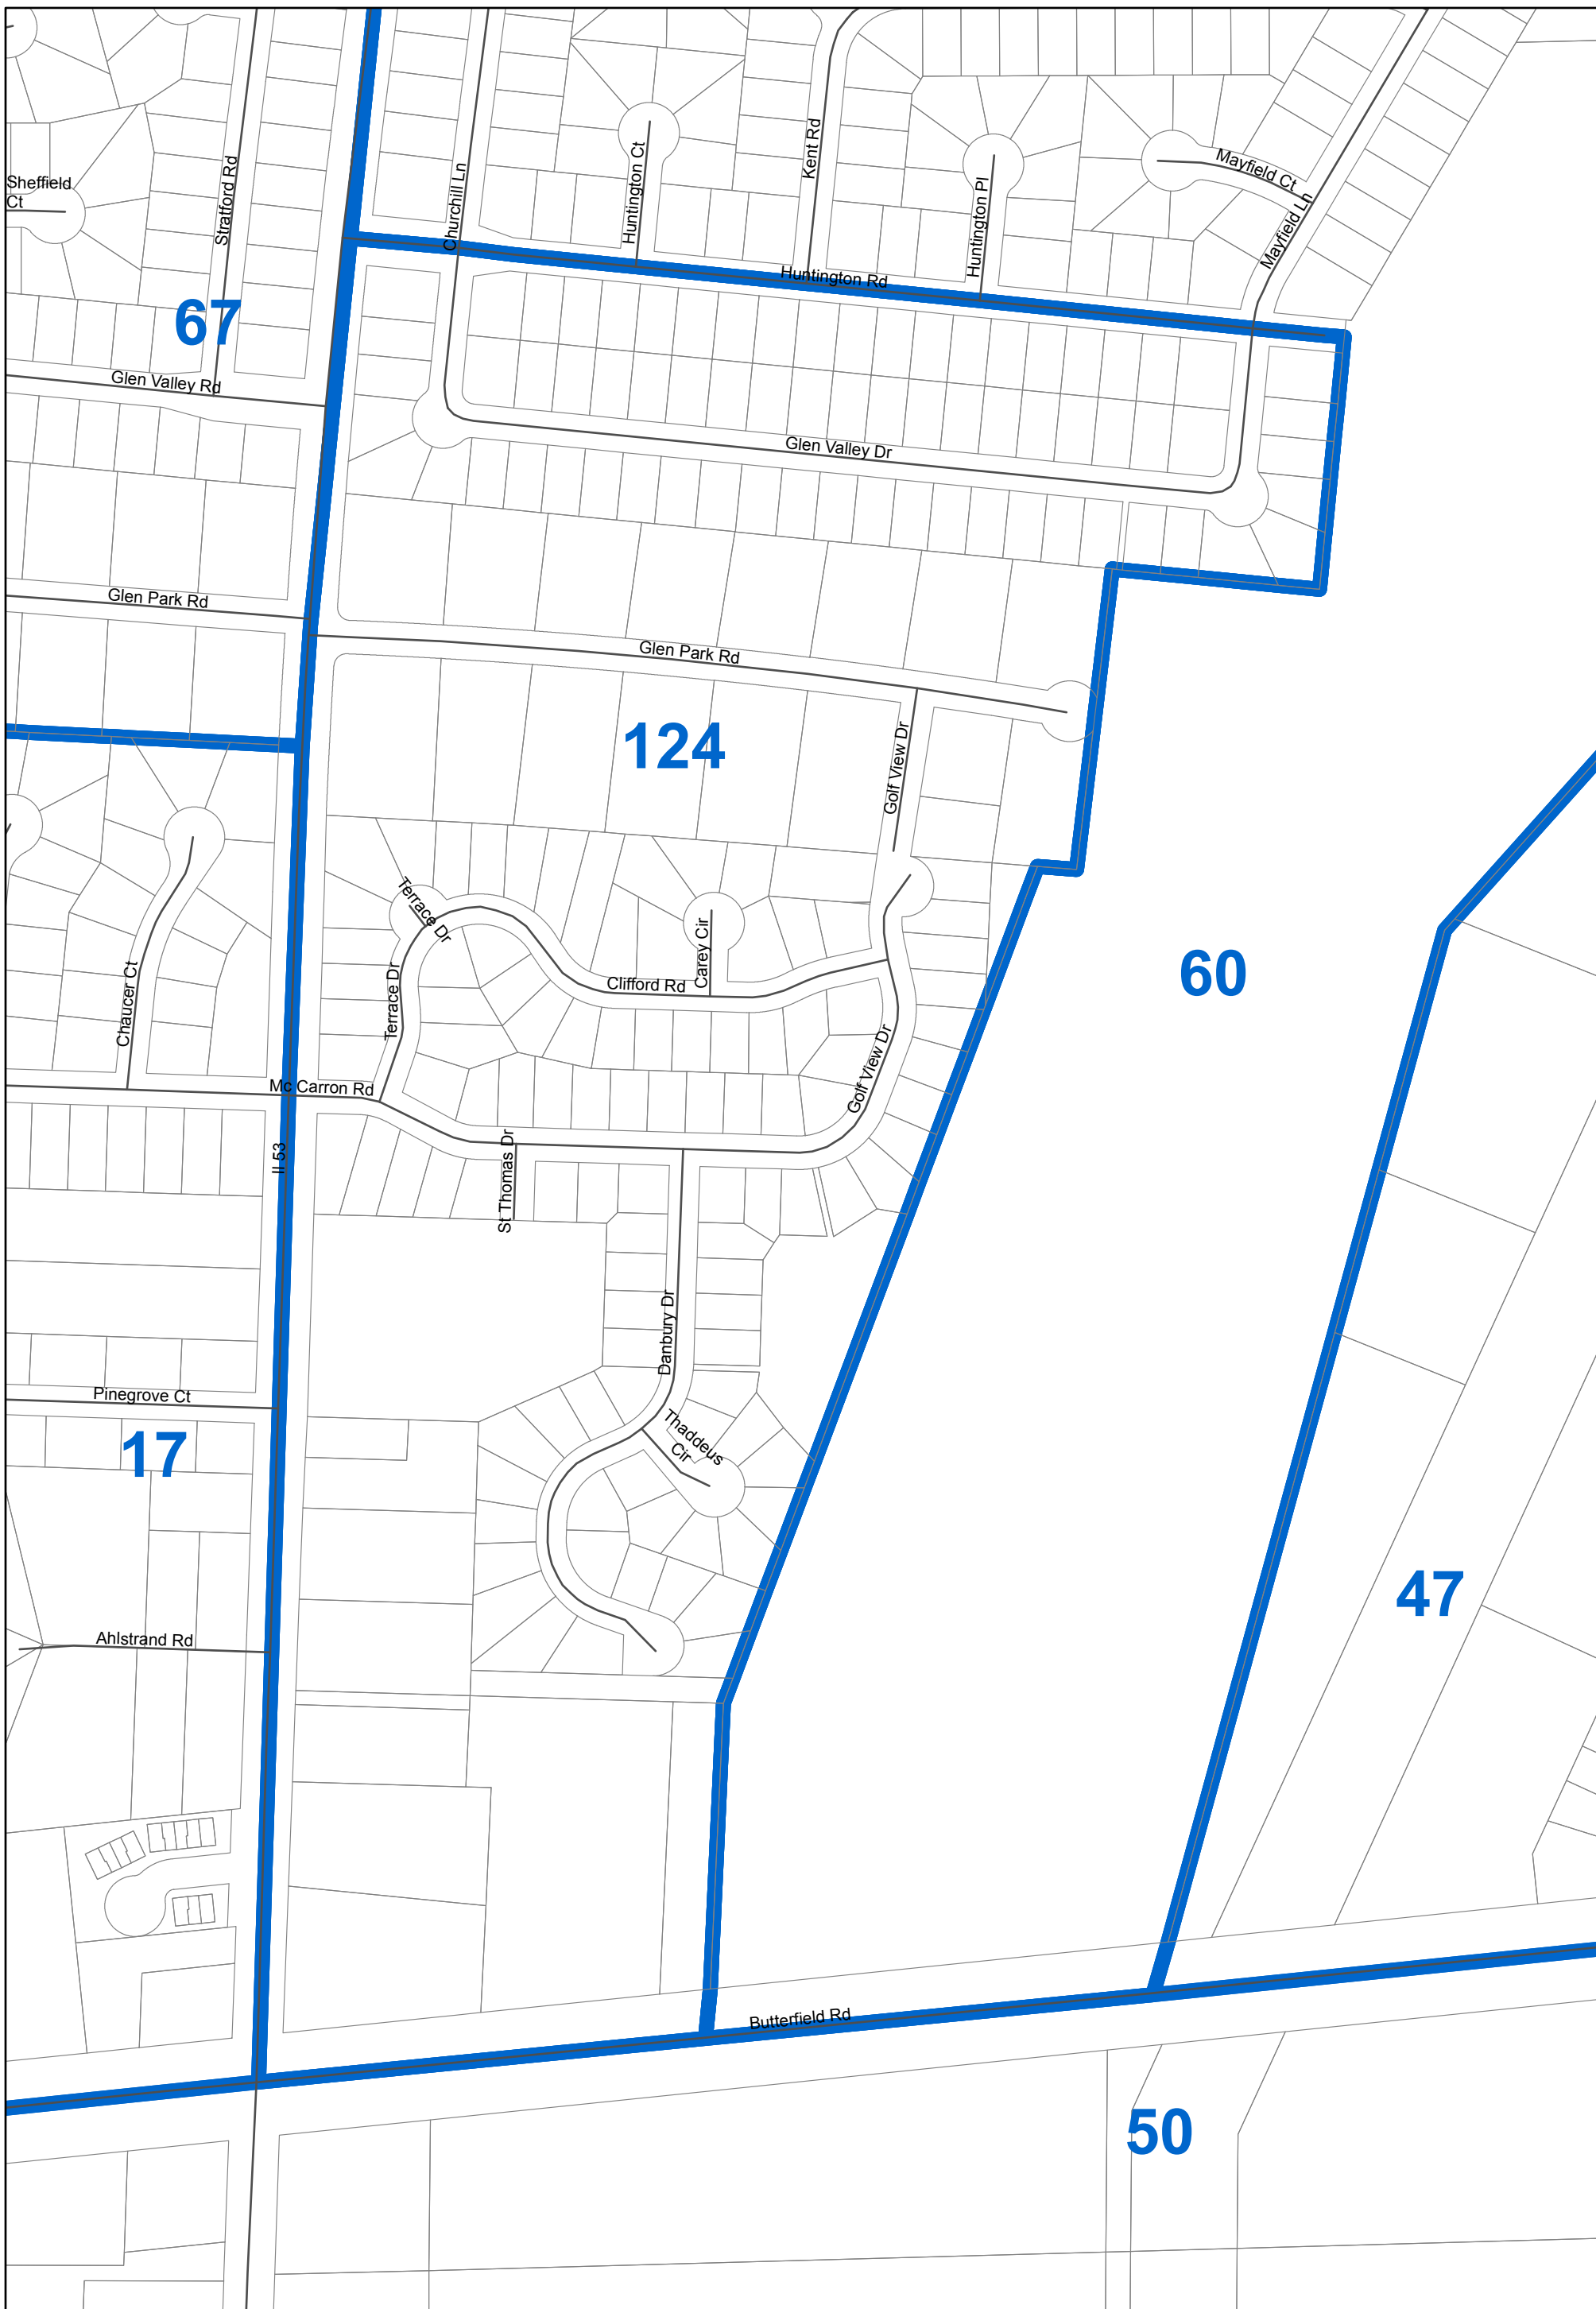 Sheffield
Ct
Stratford Rd
Churchill Ln
Huntington Ct
Kent Rd
Huntington Pl
Mayfield Ct
Mayfield Ln
Huntington Rd
67
Glen Valley Rd
Glen Valley Dr
Glen Park Rd
Glen Park Rd
124
Golf View Dr
Terrace Dr
Carey Cir
Clifford Rd
60
Terrace Dr
Chaucer Ct
Golf View Dr
Mc Carron Rd
Il 53
St Thomas Dr
Danbury Dr
Pinegrove Ct
17
Thaddeus
Cir
47
Ahlstrand Rd
Butterfield Rd
50